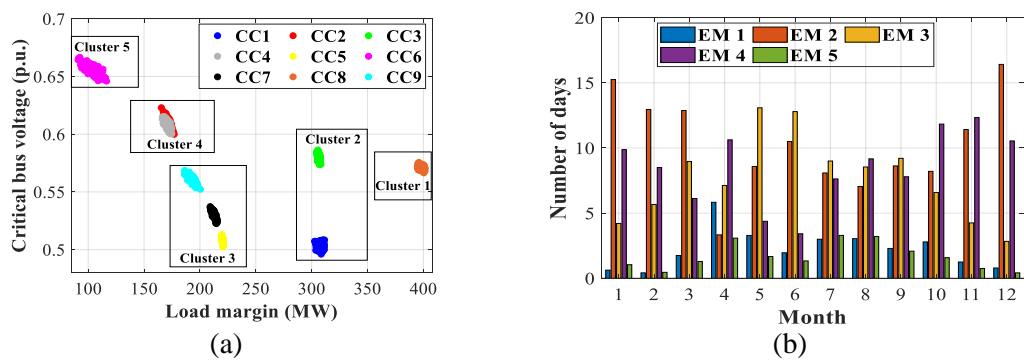 0.7
0.65
0.6
0.55
0.5
Critical bus voltage (p.u.)
Cluster 5
CC1 CC2 CC3
CC4 CC5 CC6
CC7 CC8 CC9
Cluster 4
Cluster 2
Cluster 1
Cluster 3
100 150 200 250 300 350 400
Load margin (MW)
(a)
20
15
10
5
0
Number of days
EM 1 EM 2 EM 3
EM 4 EM 5
1 2 3 4 5 6 7 8 9 10 11 12
Month
(b)